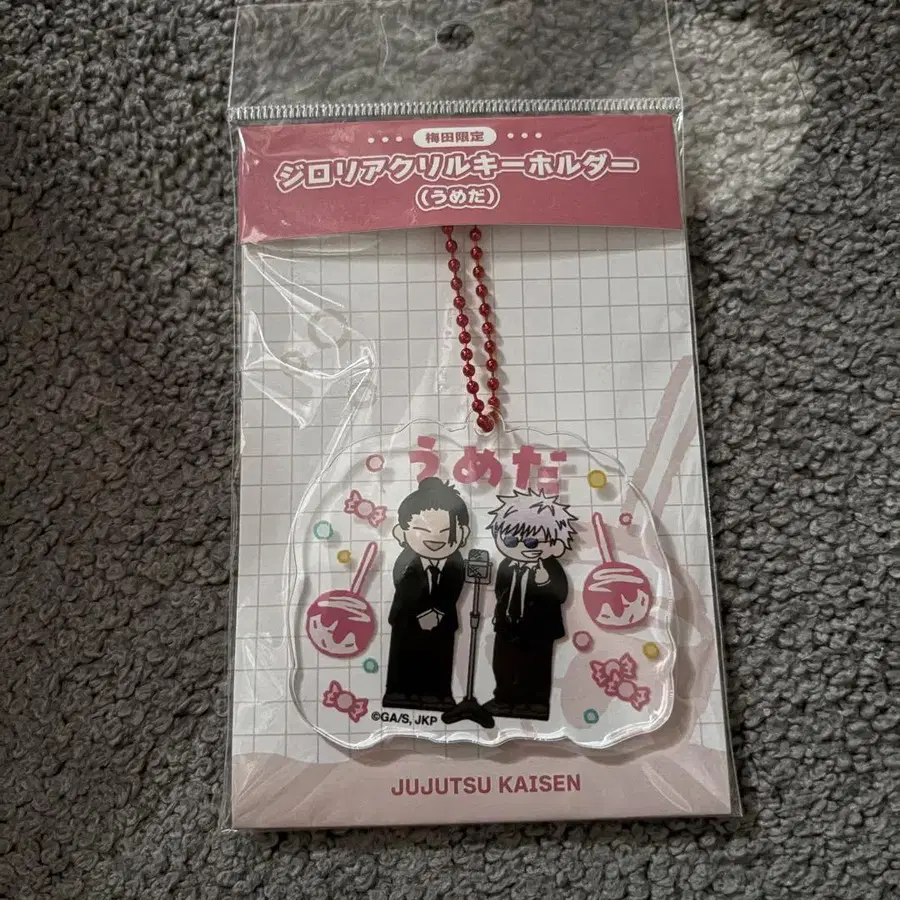 梅田限定
ジロリアクリルキーホルダー
(うめだ)
うめだ
©GA/S, JKP
JUJUTSU KAISEN